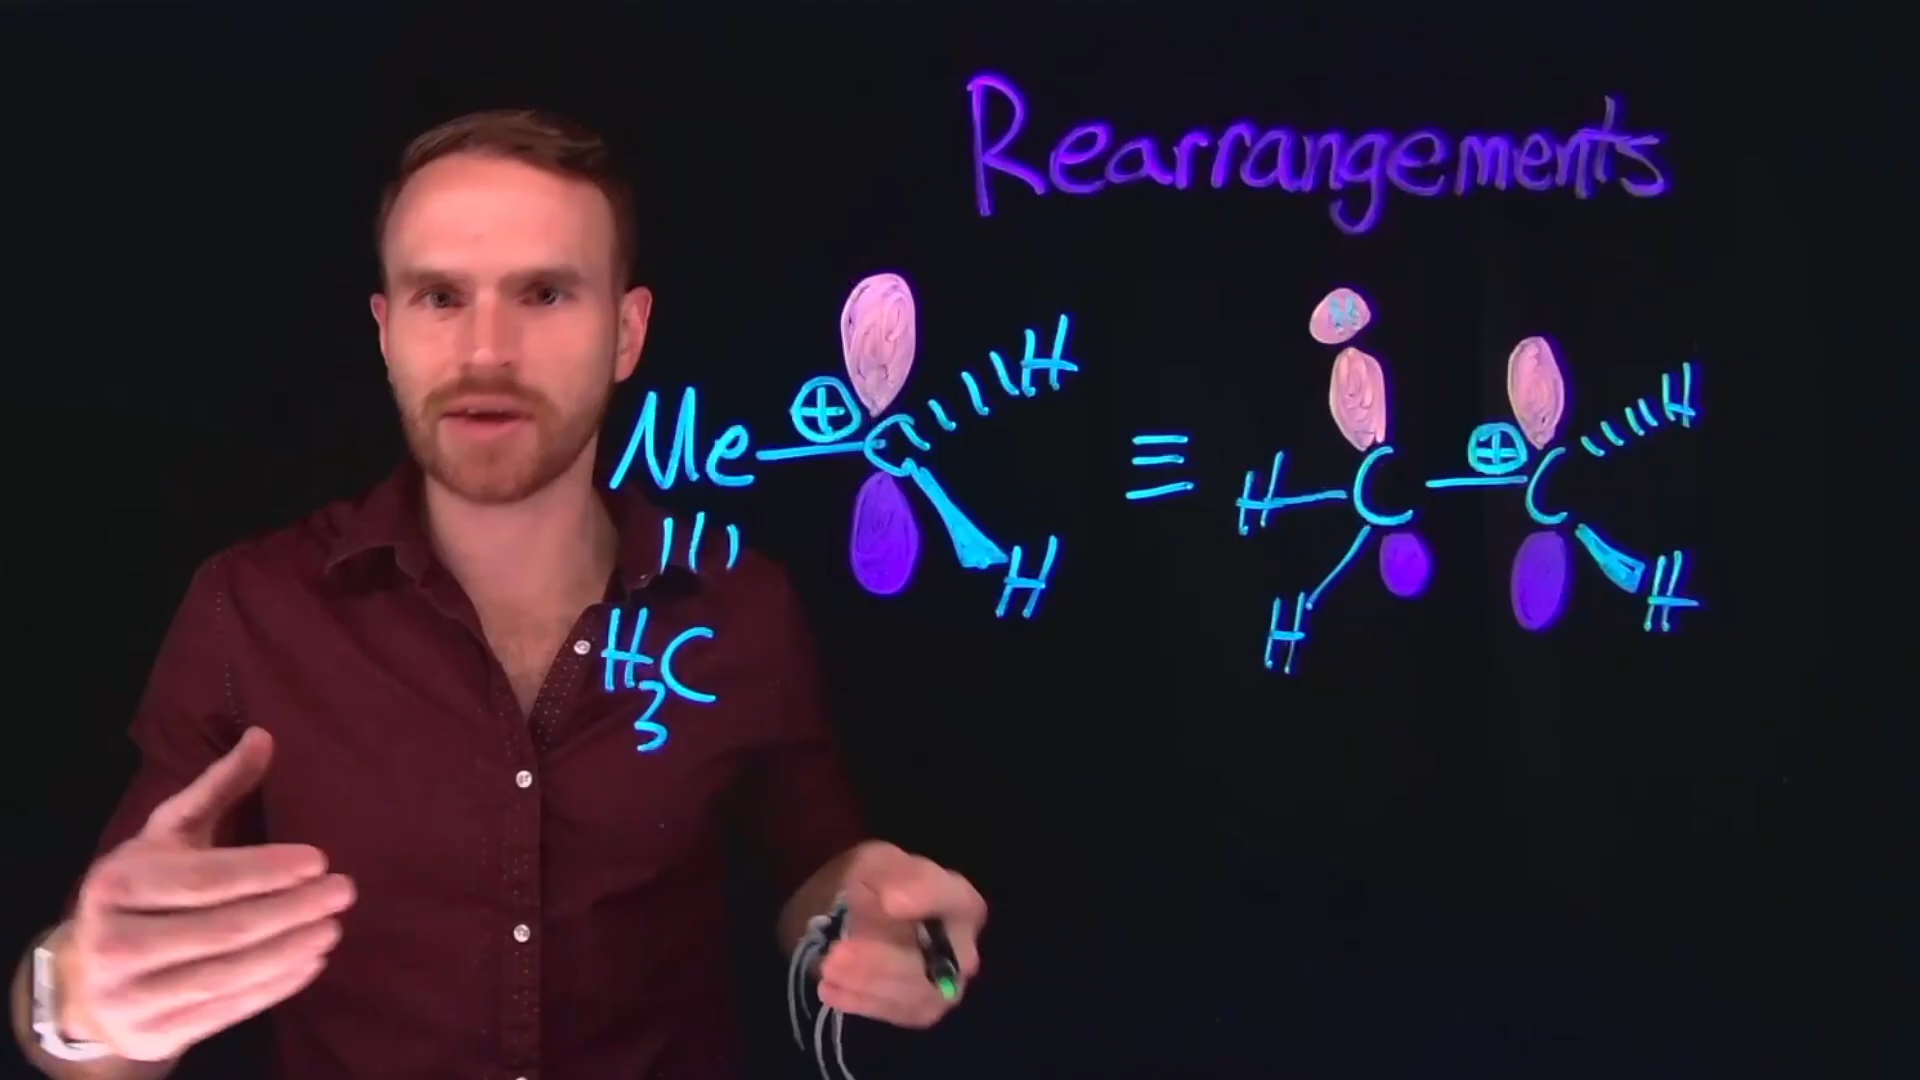 Rearrangements
Me ⊕ C H H
≡
H C ⊕ C H H H H
H₃C